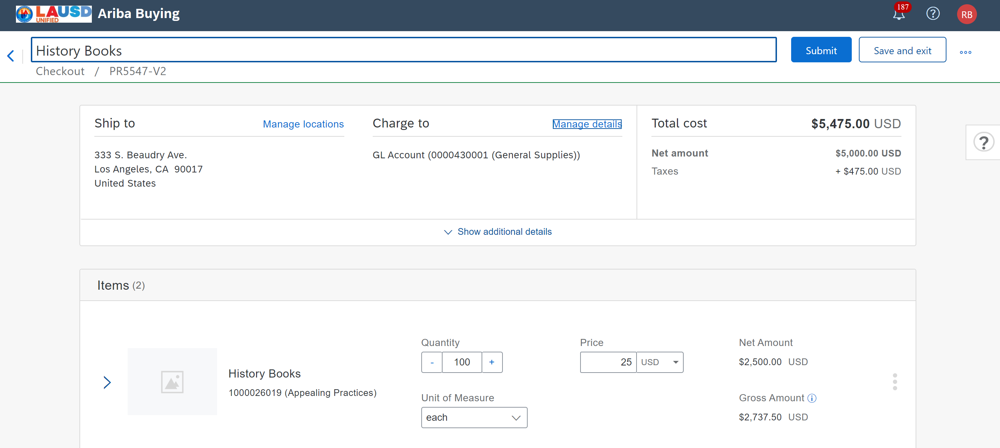 LAUSD
UNIFIED
Ariba Buying
187
?
RB
History Books
Submit
Save and exit
Checkout / PR5547-V2
Ship to
Manage locations
333 S. Beaudry Ave.
Los Angeles, CA 90017
United States
Charge to
Manage details
GL Account (0000430001 (General Supplies))
Total cost
$5,475.00 USD
Net amount
$5,000.00 USD
Taxes
+ $475.00 USD
?
Show additional details
Items (2)
History Books
1000026019 (Appealing Practices)
Quantity
- 100 +
Unit of Measure
each
Price
25 USD
Net Amount
$2,500.00 USD
Gross Amount i
$2,737.50 USD